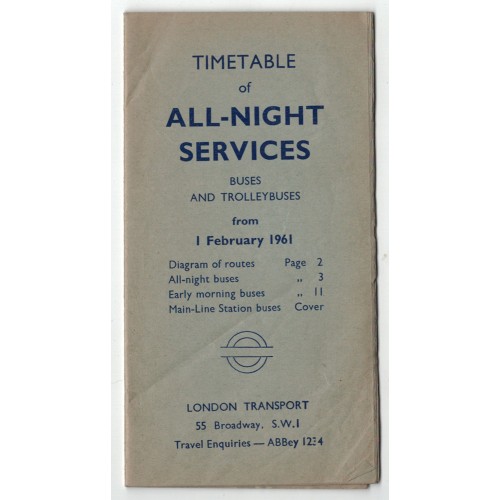 TIMETABLE
of
ALL-NIGHT
SERVICES
BUSES
AND TROLLEYBUSES
from
1 February 1961
Diagram of routes Page 2
All-night buses „ 3
Early morning buses „ 11
Main-Line Station buses Cover
LONDON TRANSPORT
55 Broadway, S.W.1
Travel Enquiries — ABBey 1234